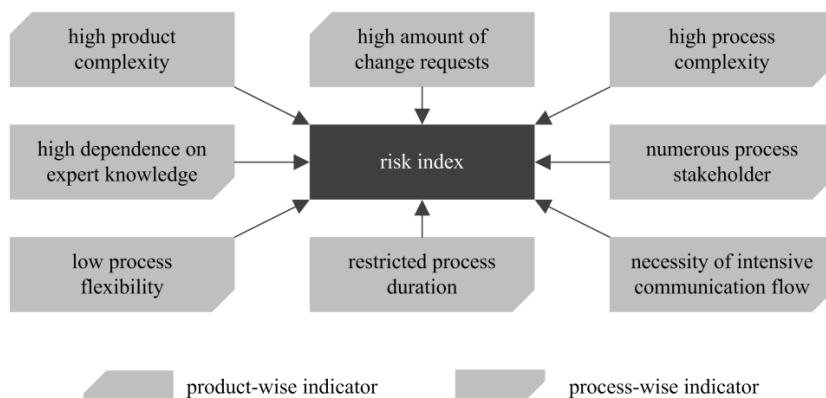 high product
complexity
high amount of
change requests
high process
complexity
high dependence on
expert knowledge
risk index
numerous process
stakeholder
low process
flexibility
restricted process
duration
necessity of intensive
communication flow
product-wise indicator
process-wise indicator